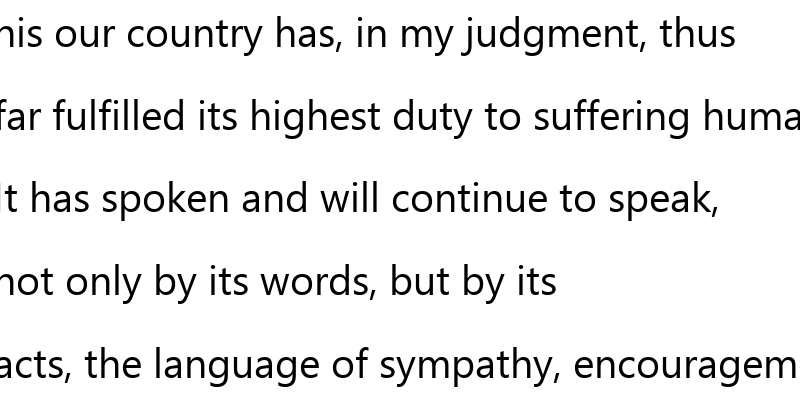 his our country has, in my judgment, thus
far fulfilled its highest duty to suffering huma
It has spoken and will continue to speak,
not only by its words, but by its
acts, the language of sympathy, encouragem